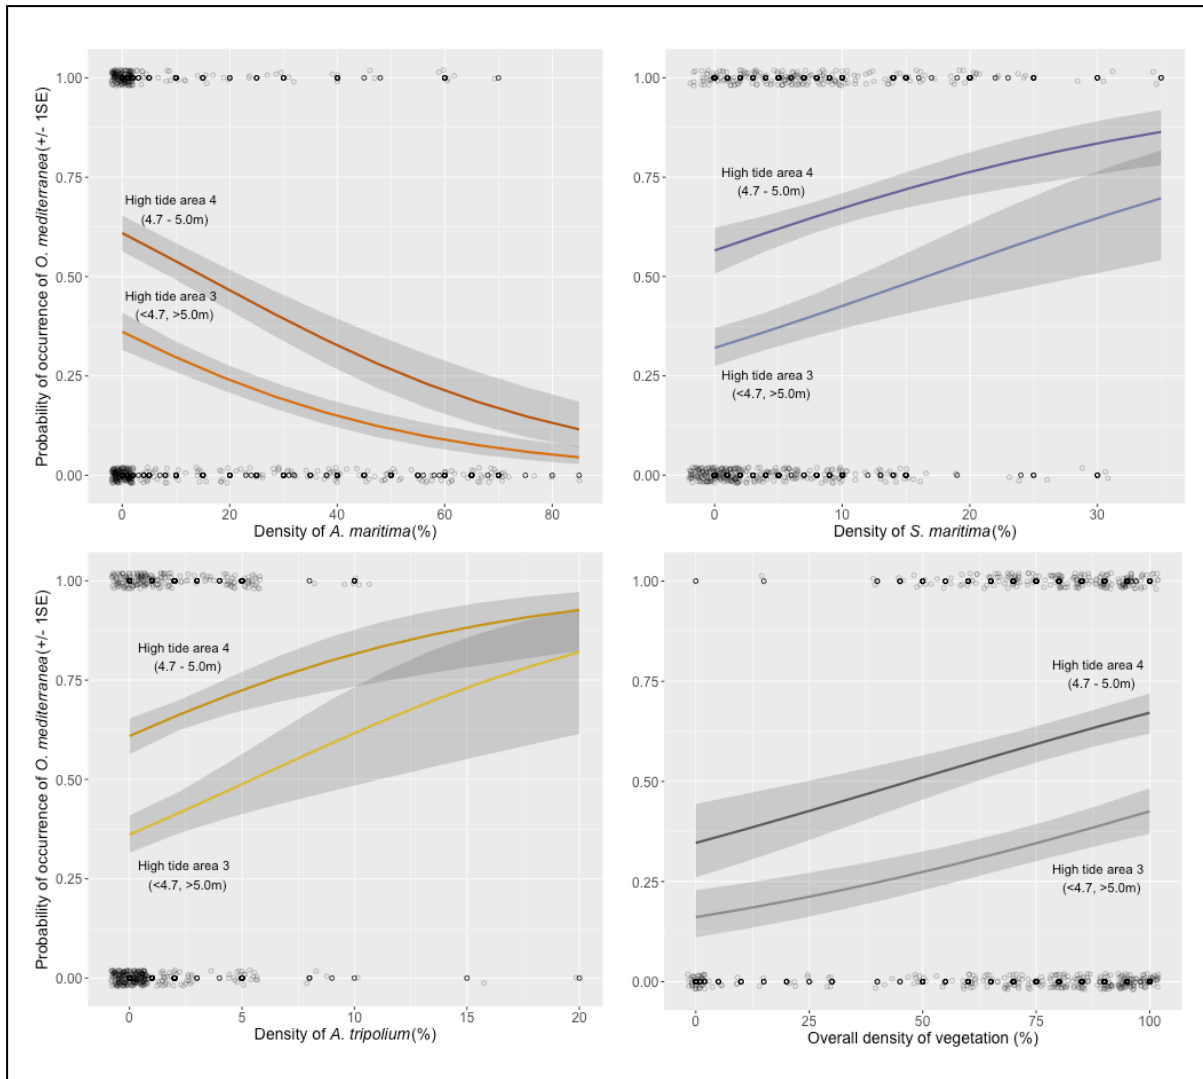 Probability of occurrence of O. mediterranea(+/- 1SE)
1.00
0.75
0.50
0.25
0.00
High tide area 4
(4.7 - 5.0m)
High tide area 3
(<4.7, >5.0m)
0
20
40
60
80
Density of A. maritima(%)
1.00
0.75
0.50
0.25
0.00
High tide area 4
(4.7 - 5.0m)
High tide area 3
(<4.7, >5.0m)
0
10
20
30
Density of S. maritima(%)
Probability of occurrence of O. mediterranea(+/- 1SE)
1.00
0.75
0.50
0.25
0.00
High tide area 4
(4.7 - 5.0m)
High tide area 3
(<4.7, >5.0m)
0
5
10
15
20
Density of A. tripolium(%)
1.00
0.75
0.50
0.25
0.00
High tide area 4
(4.7 - 5.0m)
High tide area 3
(<4.7, >5.0m)
0
25
50
75
100
Overall density of vegetation (%)